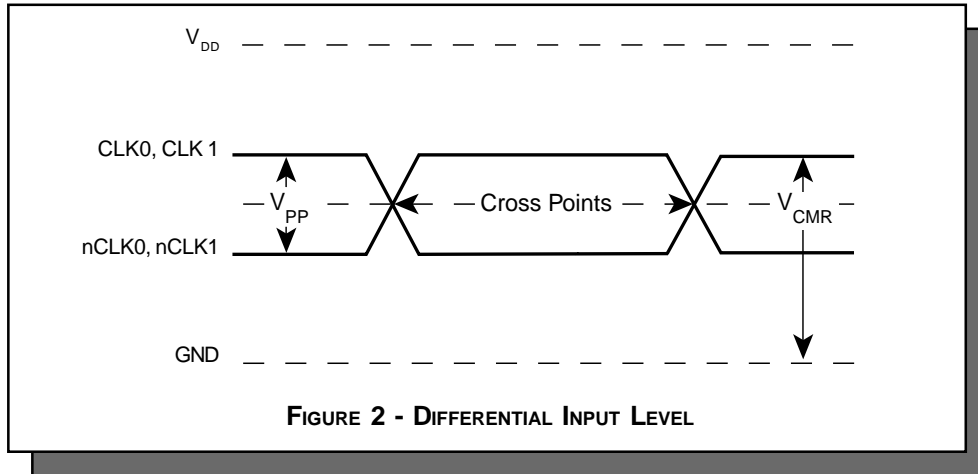 VDD
CLK0, CLK 1
VPP
Cross Points
VCMR
nCLK0, nCLK1
GND
FIGURE 2 - DIFFERENTIAL INPUT LEVEL